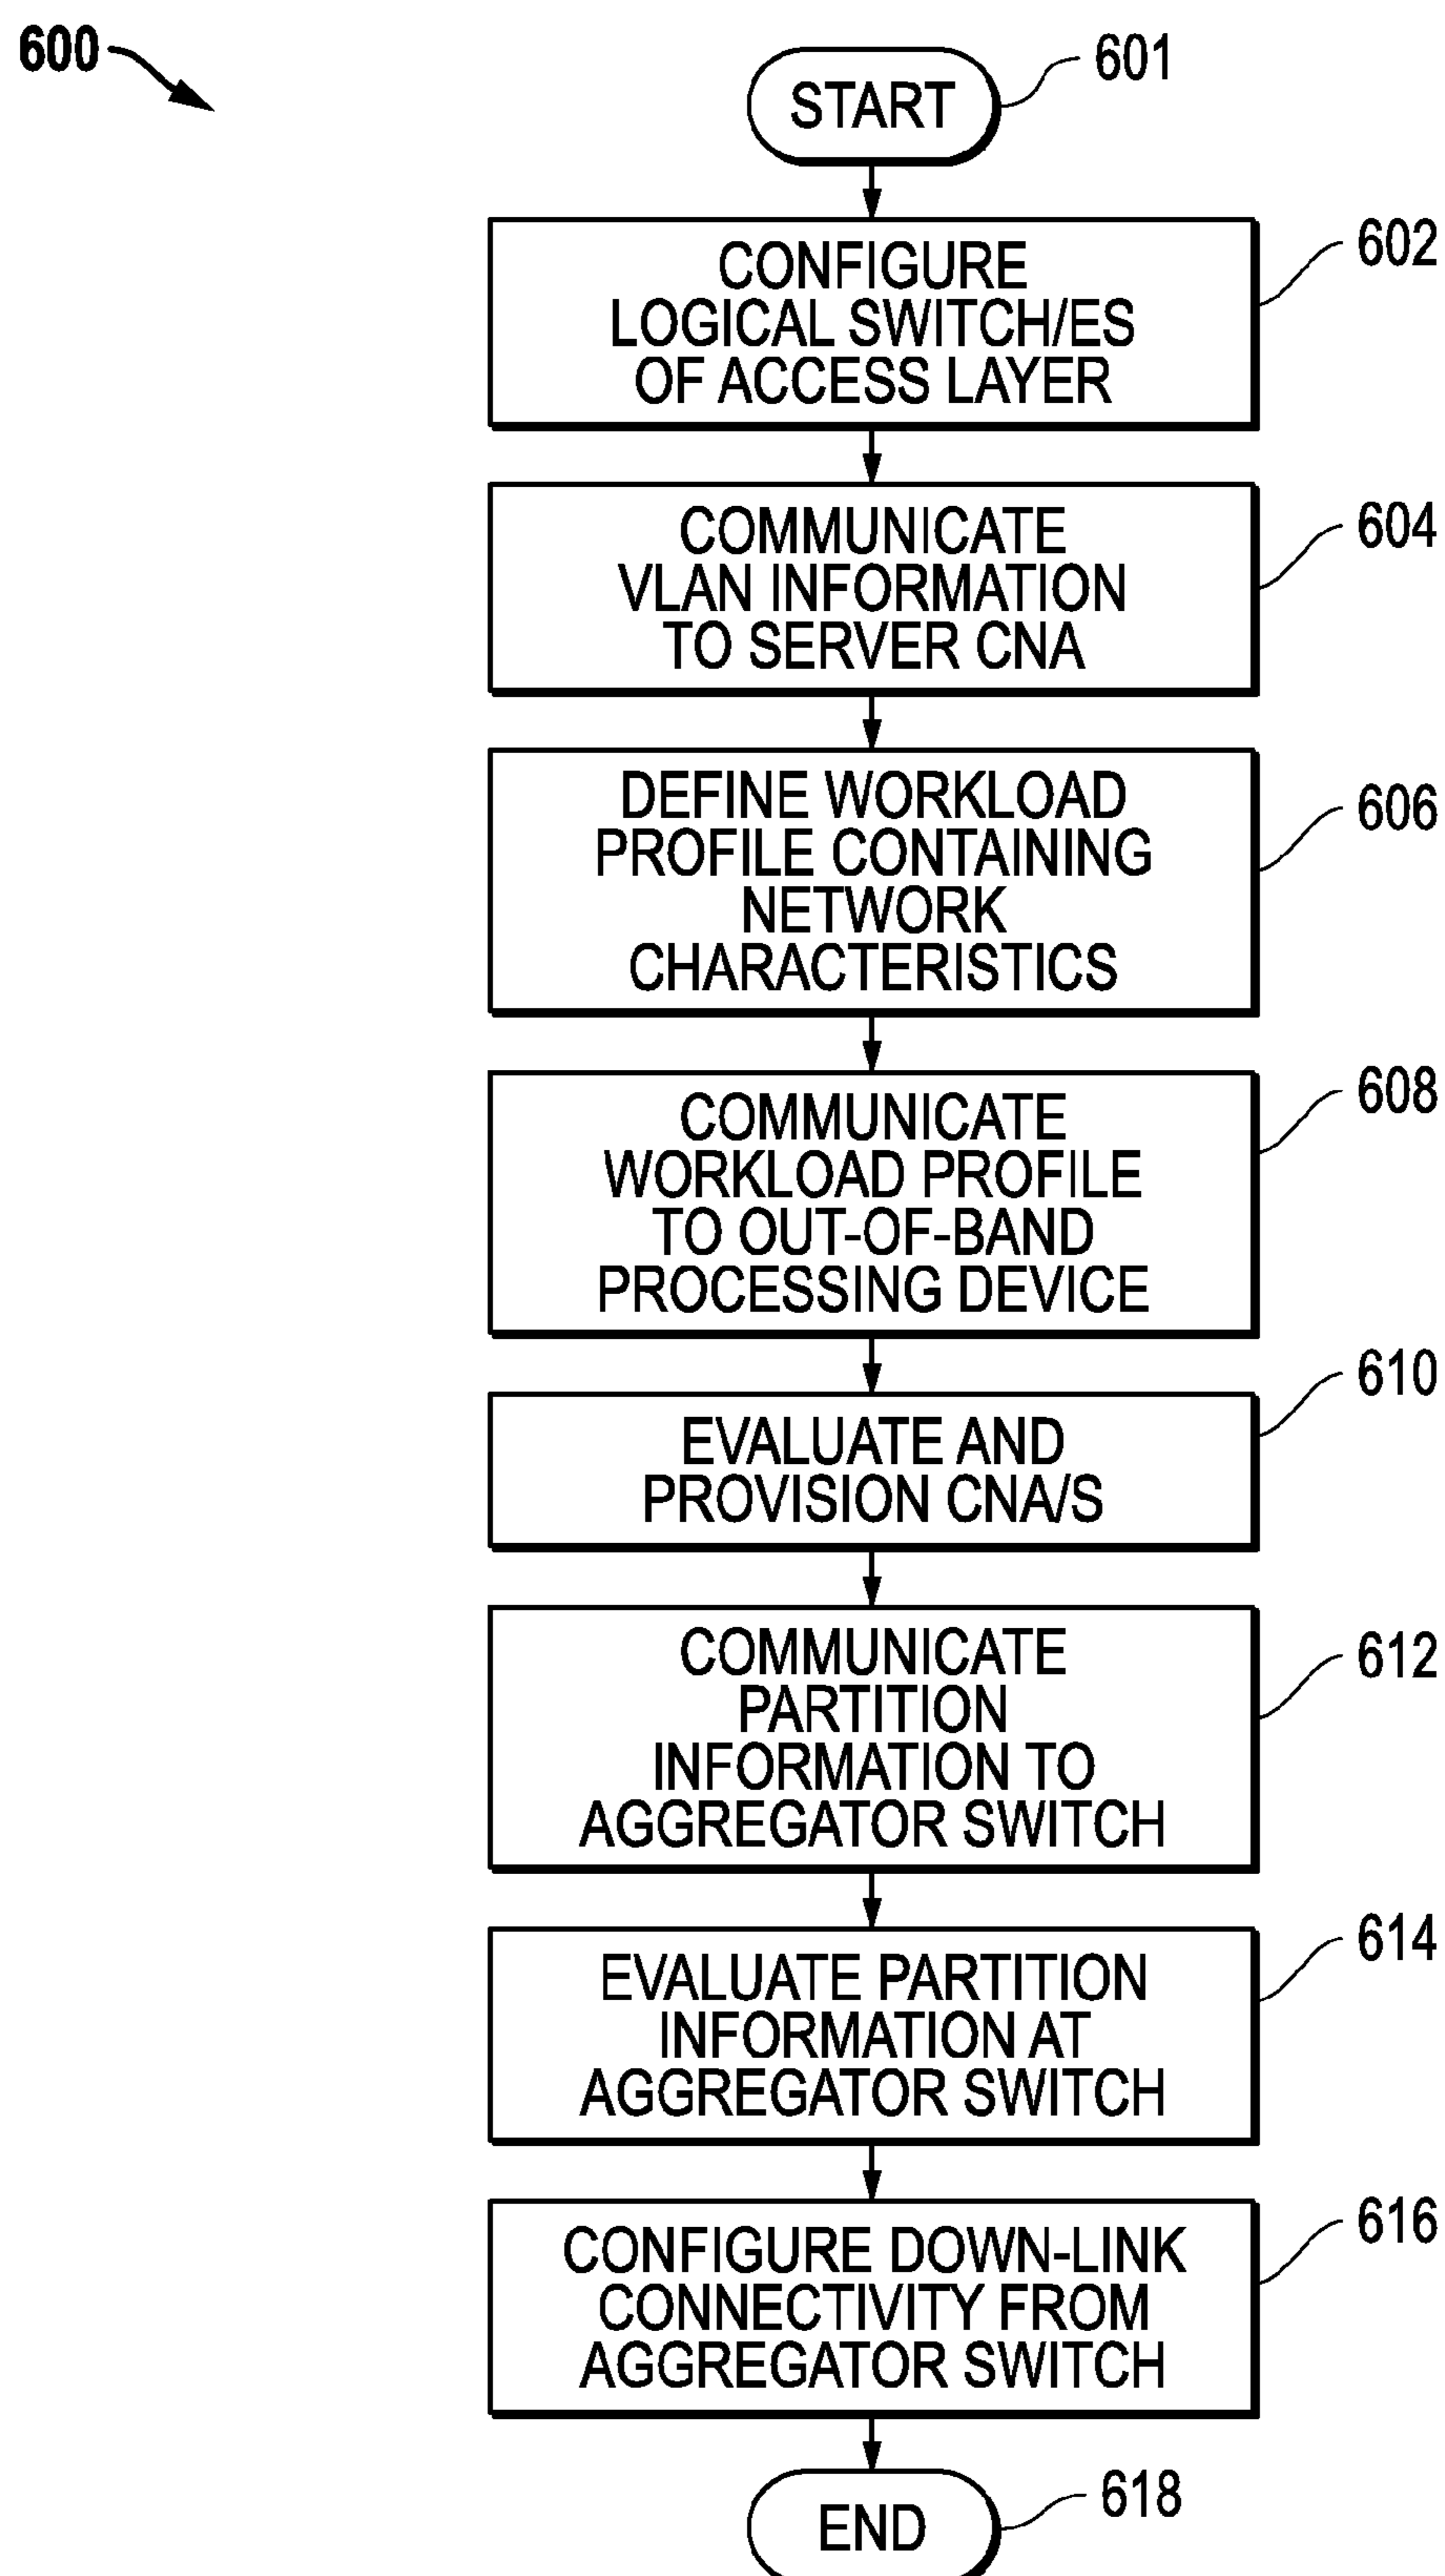 600
START
601
CONFIGURE
LOGICAL SWITCH/ES
OF ACCESS LAYER
602
COMMUNICATE
VLAN INFORMATION
TO SERVER CNA
604
DEFINE WORKLOAD
PROFILE CONTAINING
NETWORK
CHARACTERISTICS
606
COMMUNICATE
WORKLOAD PROFILE
TO OUT-OF-BAND
PROCESSING DEVICE
608
EVALUATE AND
PROVISION CNA/S
610
COMMUNICATE
PARTITION
INFORMATION TO
AGGREGATOR SWITCH
612
EVALUATE PARTITION
INFORMATION AT
AGGREGATOR SWITCH
614
CONFIGURE DOWN-LINK
CONNECTIVITY FROM
AGGREGATOR SWITCH
616
END
618